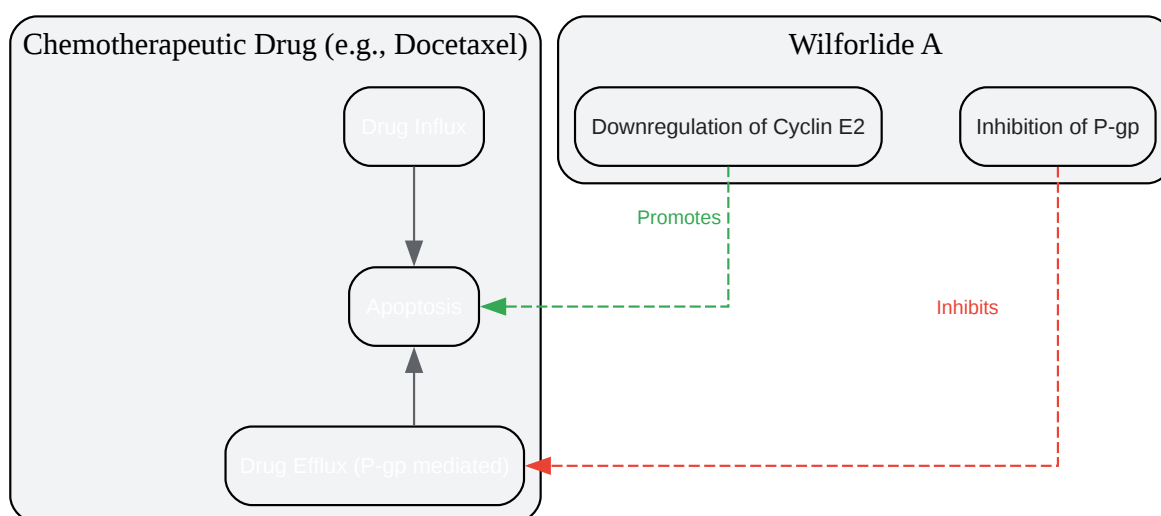 Chemotherapeutic Drug (e.g., Docetaxel)
Wilforlide A
Drug Influx
Downregulation of Cyclin E2
Inhibition of P-gp
Promotes
Apoptosis
Inhibits
Drug Efflux (P-gp mediated)